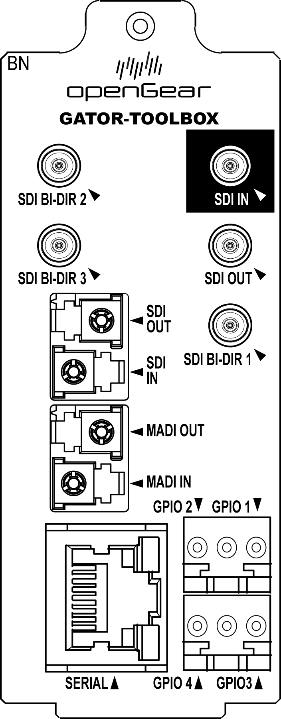 BN
openGear
GATOR-TOOLBOX
SDI BI-DIR 2
SDI IN
SDI BI-DIR 3
SDI OUT
SDI
OUT
SDI BI-DIR 1
SDI
IN
MADI OUT
MADI IN
GPIO 2 GPIO 1
SERIAL GPIO 4 GPIO3